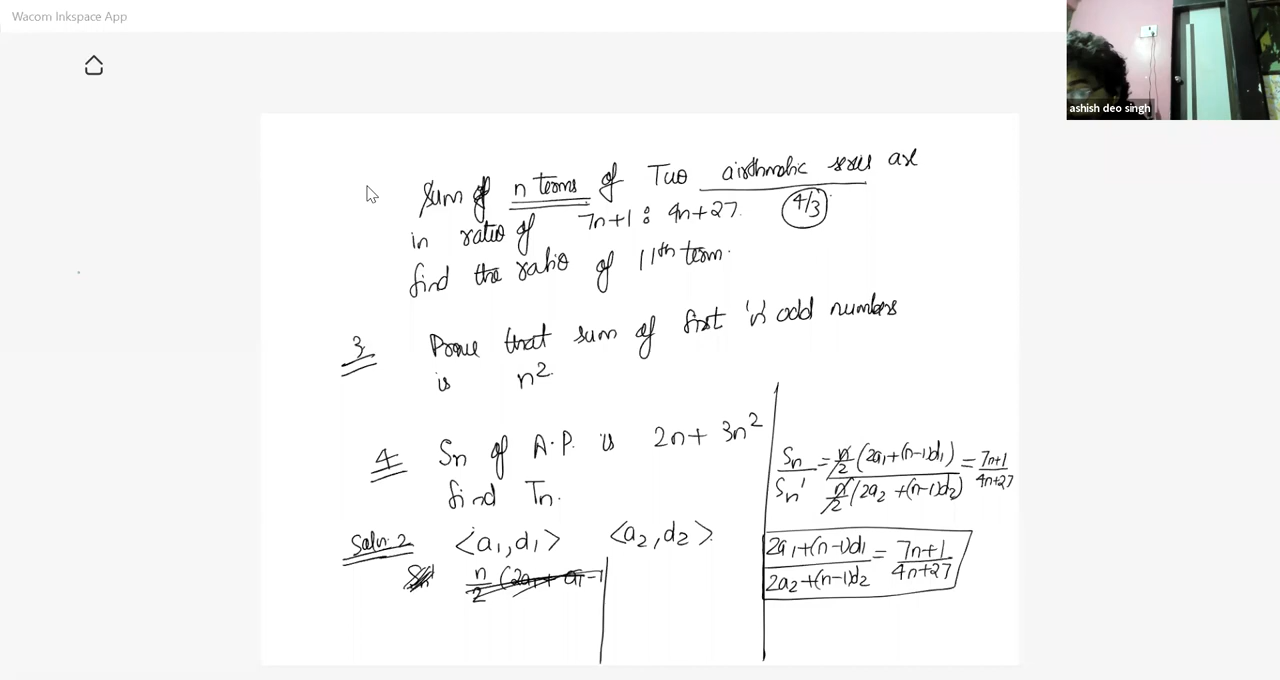 Wacom Inkspace App
ashish deo singh
Sum of n terms of Two airthmatic series are
in ratio of 7n+1 : 4n+27. 4/3
find the ratio of 11th term.
3 Prove that sum of first 'n' odd numbers
is n².
4 Sn of A.P. is 2n + 3n²
find Tn.
Soln. 2 <a₁, d₁> <a₂, d₂>
n/2 (2a₁+
Sn/Sn' = n/2 (2a₁+(n-1)d₁) / n/2 (2a₂+(n-1)d₂) = 7n+1/4n+27
2a₁+(n-1)d₁/2a₂+(n-1)d₂ = 7n+1/4n+27